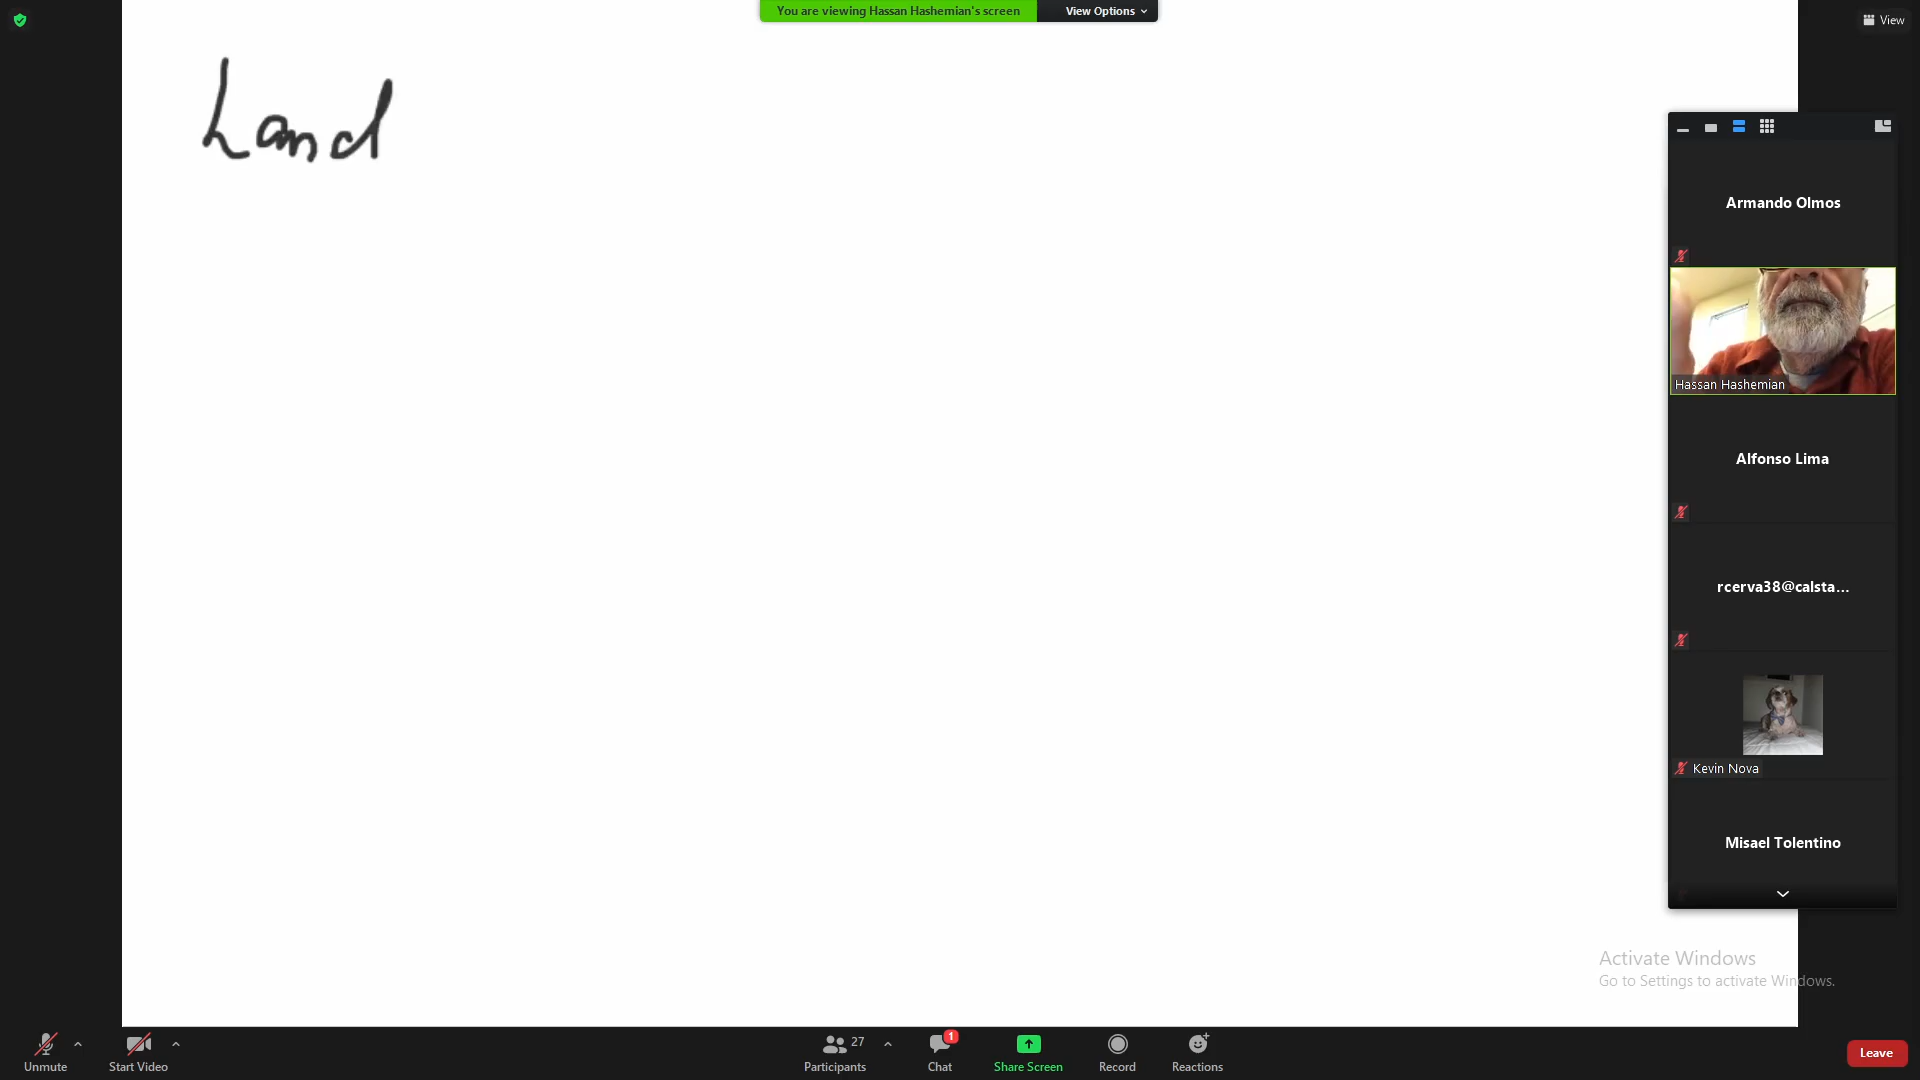 You are viewing Hassan Hashemian's screen
View Options
View
Land
Armando Olmos
Hassan Hashemian
Alfonso Lima
rcerva38@calsta...
Kevin Nova
Misael Tolentino
Activate Windows
Go to Settings to activate Windows.
Unmute
Start Video
27
Participants
1
Chat
Share Screen
Record
Reactions
Leave